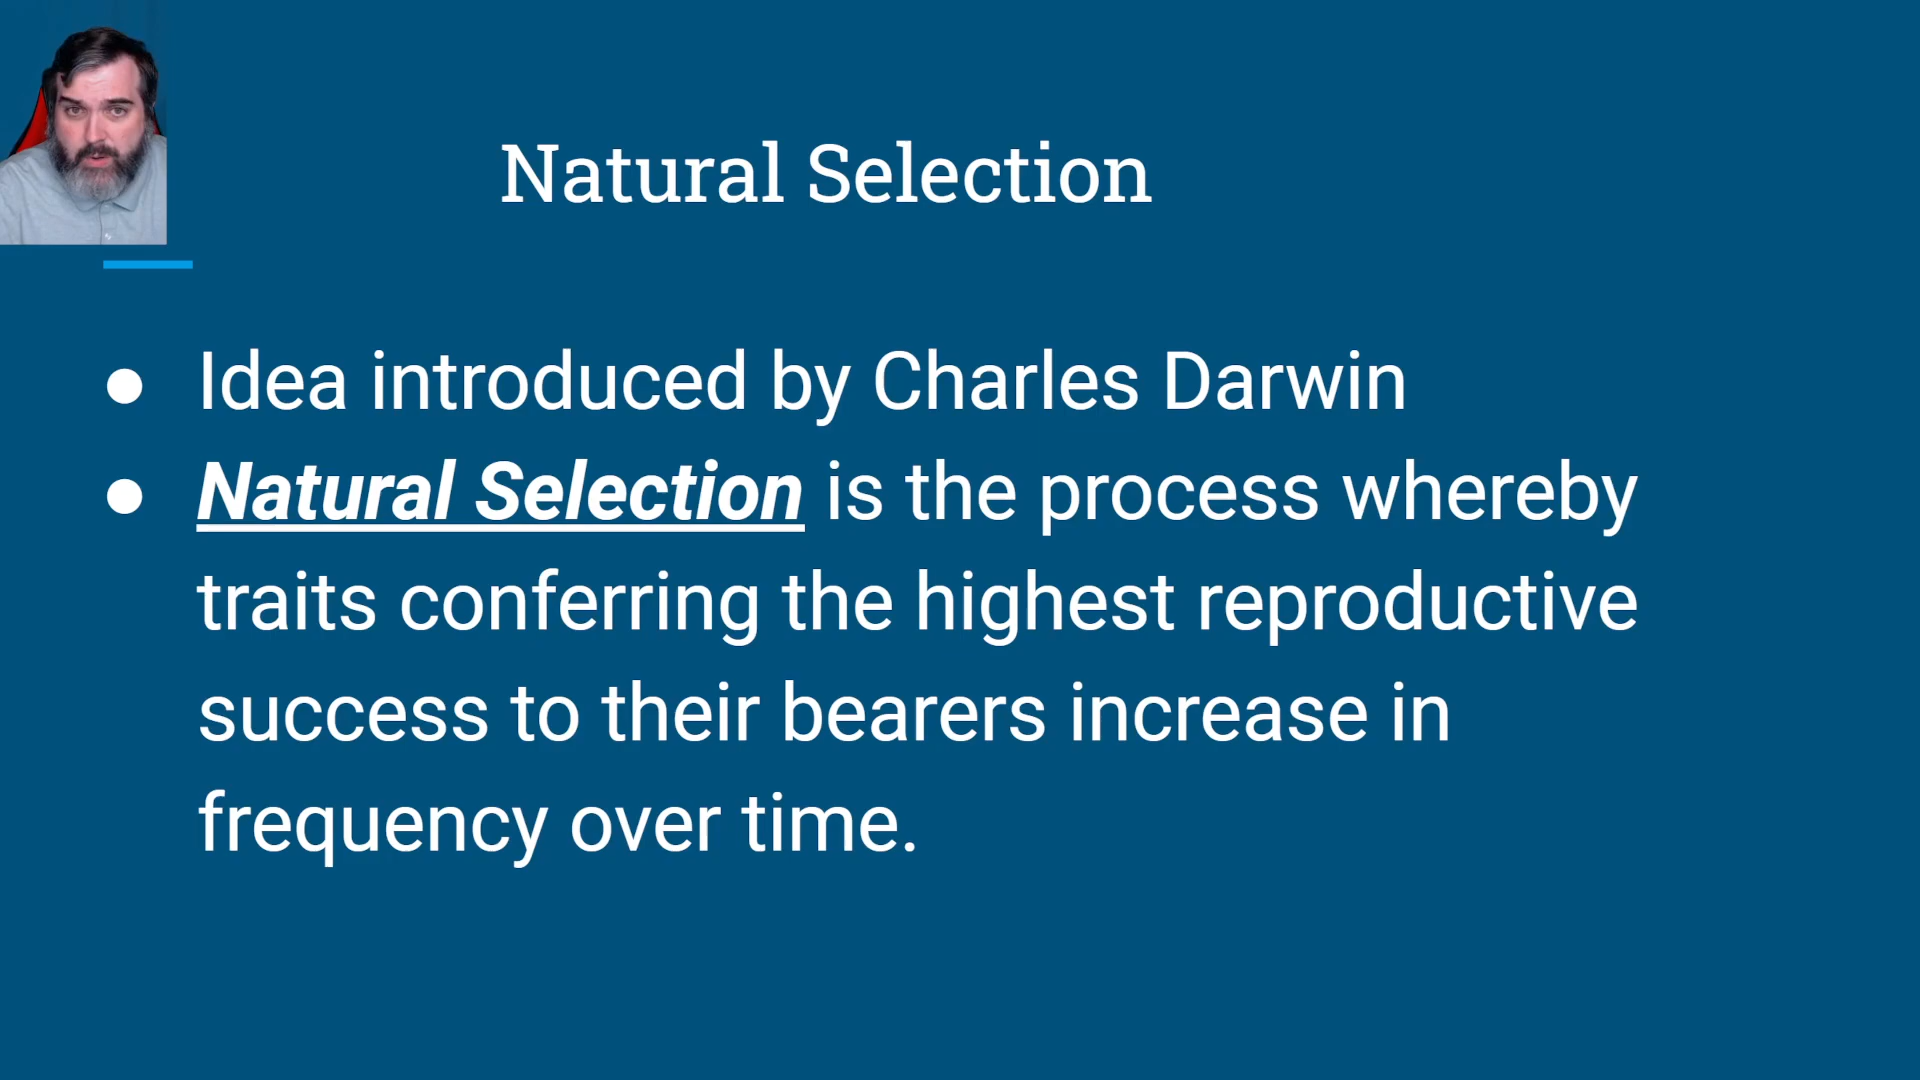 Natural Selection
● Idea introduced by Charles Darwin
● Natural Selection is the process whereby
traits conferring the highest reproductive
success to their bearers increase in
frequency over time.